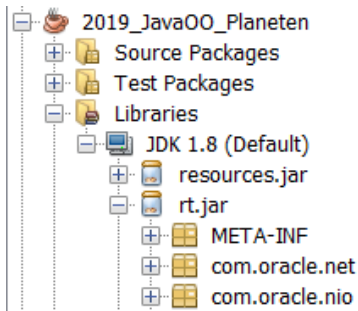 2019_JavaOO_Planeten
Source Packages
Test Packages
Libraries
JDK 1.8 (Default)
resources.jar
rt.jar
META-INF
com.oracle.net
com.oracle.nio